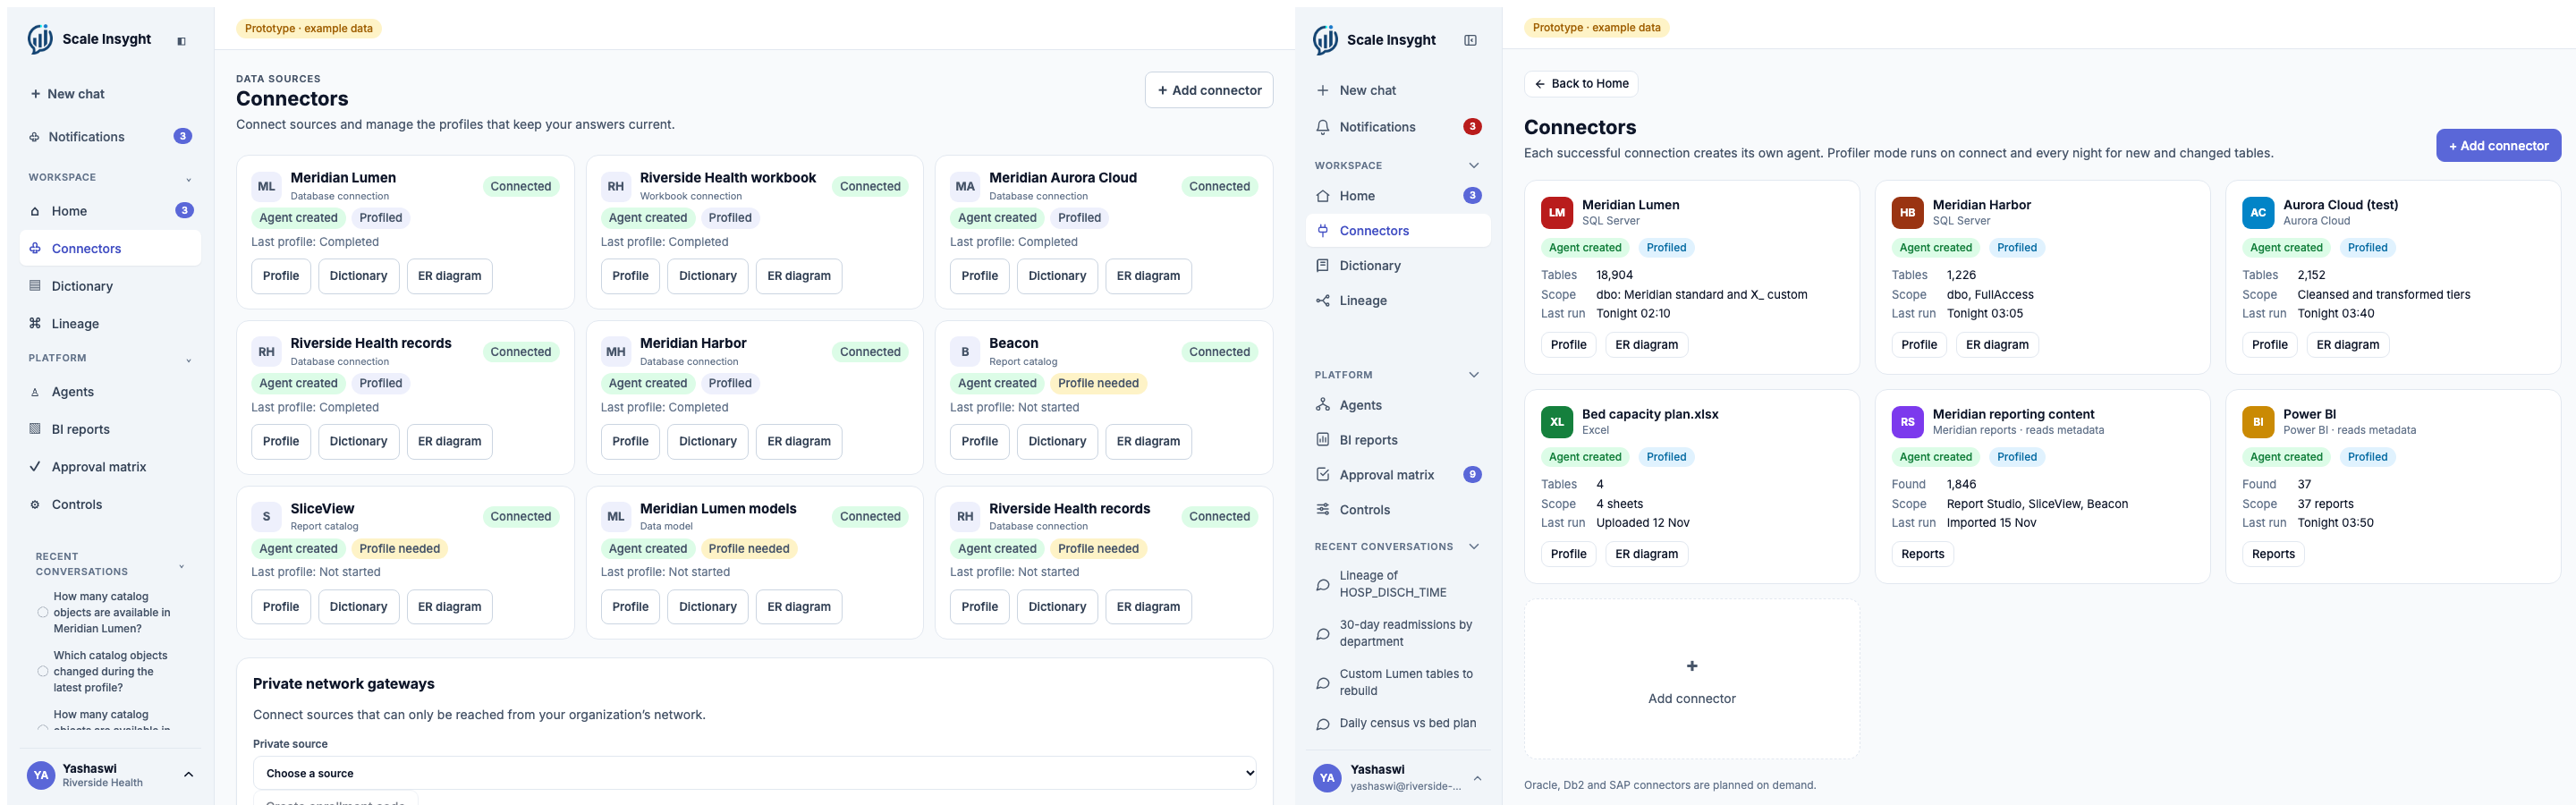 Scale Insyght
+ New chat
Notifications 3
WORKSPACE
Home 3
Connectors
Dictionary
Lineage
PLATFORM
Agents
BI reports
Approval matrix
Controls
RECENT
CONVERSATIONS
How many catalog
objects are available in
Meridian Lumen?
Which catalog objects
changed during the
latest profile?
How many catalog
objects are available in
YA Yashaswi
Riverside Health
Prototype · example data
DATA SOURCES
Connectors
+ Add connector
Connect sources and manage the profiles that keep your answers current.
ML Meridian Lumen Connected
Database connection
Agent created Profiled
Last profile: Completed
Profile Dictionary ER diagram
RH Riverside Health workbook Connected
Workbook connection
Agent created Profiled
Last profile: Completed
Profile Dictionary ER diagram
MA Meridian Aurora Cloud Connected
Database connection
Agent created Profiled
Last profile: Completed
Profile Dictionary ER diagram
RH Riverside Health records Connected
Database connection
Agent created Profiled
Last profile: Completed
Profile Dictionary ER diagram
MH Meridian Harbor Connected
Database connection
Agent created Profiled
Last profile: Completed
Profile Dictionary ER diagram
B Beacon Connected
Report catalog
Agent created Profile needed
Last profile: Not started
Profile Dictionary ER diagram
S SliceView Connected
Report catalog
Agent created Profile needed
Last profile: Not started
Profile Dictionary ER diagram
ML Meridian Lumen models Connected
Data model
Agent created Profile needed
Last profile: Not started
Profile Dictionary ER diagram
RH Riverside Health records Connected
Database connection
Agent created Profile needed
Last profile: Not started
Profile Dictionary ER diagram
Private network gateways
Connect sources that can only be reached from your organization's network.
Private source
Choose a source
Scale Insyght
New chat
Notifications 3
WORKSPACE
Home 3
Connectors
Dictionary
Lineage
PLATFORM
Agents
BI reports
Approval matrix 9
Controls
RECENT CONVERSATIONS
Lineage of
HOSP_DISCH_TIME
30-day readmissions by
department
Custom Lumen tables to
rebuild
Daily census vs bed plan
YA Yashaswi
yashaswi@riverside-...
Prototype · example data
← Back to Home
Connectors
Each successful connection creates its own agent. Profiler mode runs on connect and every night for new and changed tables.
+ Add connector
LM Meridian Lumen
SQL Server
Agent created Profiled
Tables 18,904
Scope dbo: Meridian standard and X_ custom
Last run Tonight 02:10
Profile ER diagram
HB Meridian Harbor
SQL Server
Agent created Profiled
Tables 1,226
Scope dbo, FullAccess
Last run Tonight 03:05
Profile ER diagram
AC Aurora Cloud (test)
Aurora Cloud
Agent created Profiled
Tables 2,152
Scope Cleansed and transformed tiers
Last run Tonight 03:40
Profile ER diagram
XL Bed capacity plan.xlsx
Excel
Agent created Profiled
Tables 4
Scope 4 sheets
Last run Uploaded 12 Nov
Profile ER diagram
RS Meridian reporting content
Meridian reports · reads metadata
Agent created Profiled
Found 1,846
Scope Report Studio, SliceView, Beacon
Last run Imported 15 Nov
Reports
BI Power BI
Power BI · reads metadata
Agent created Profiled
Found 37
Scope 37 reports
Last run Tonight 03:50
Reports
+
Add connector
Oracle, Db2 and SAP connectors are planned on demand.